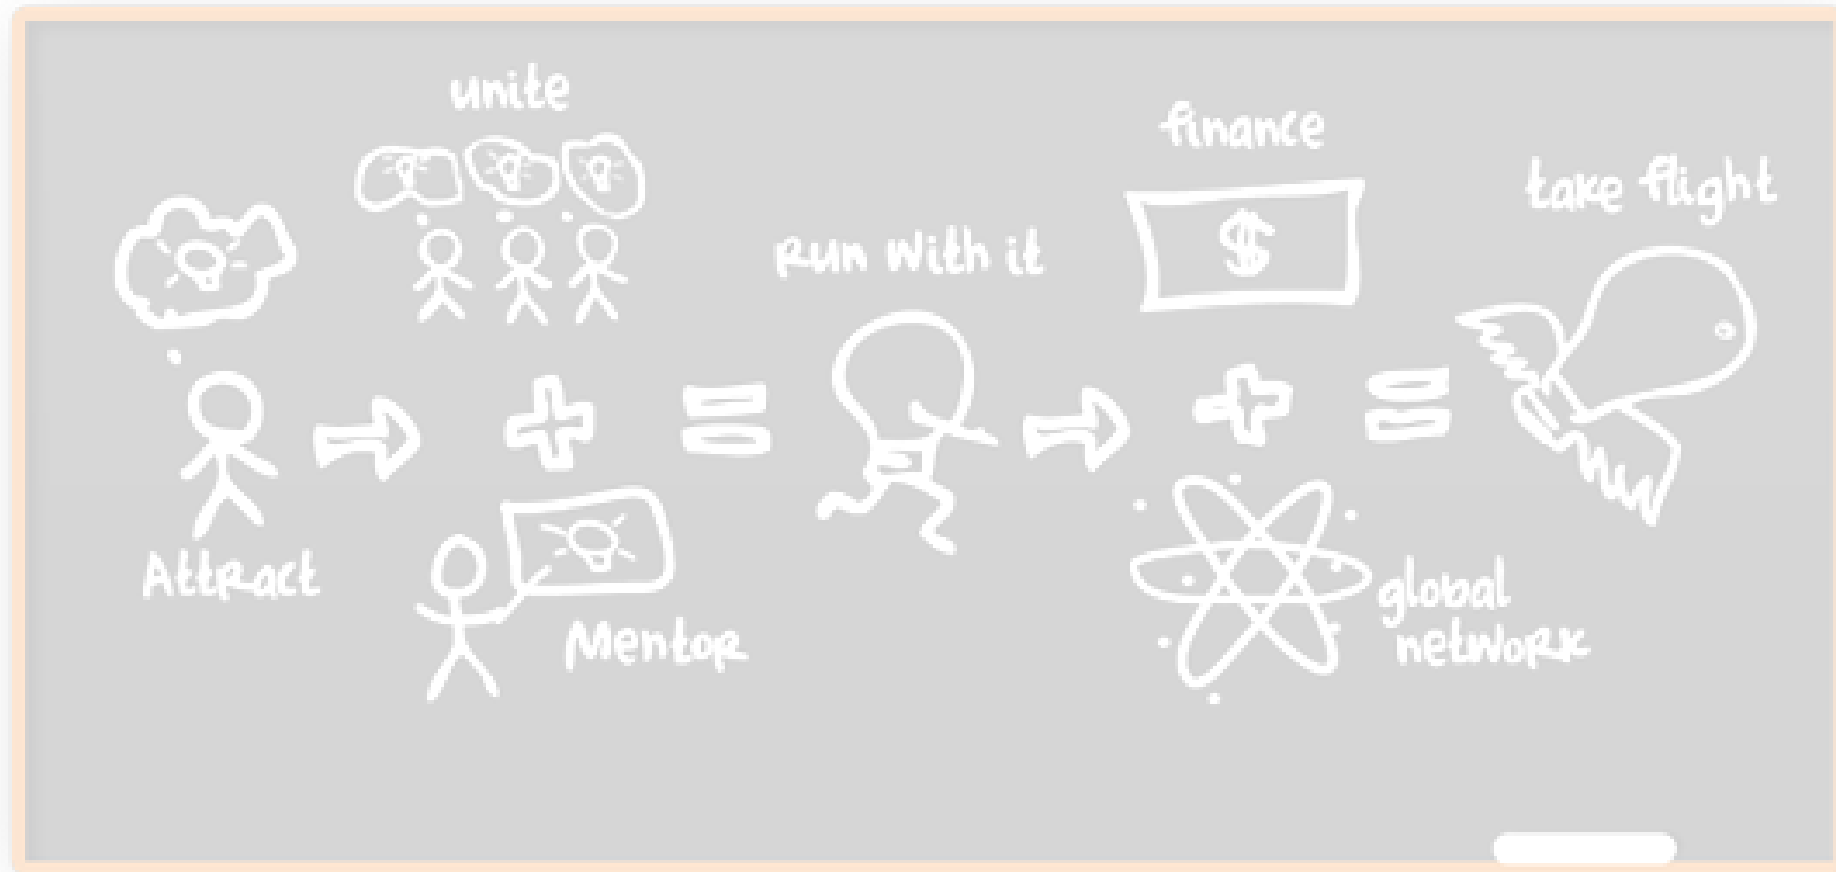 unite
finance
take flight
Run with it
$
Attract
Mentor
global
network